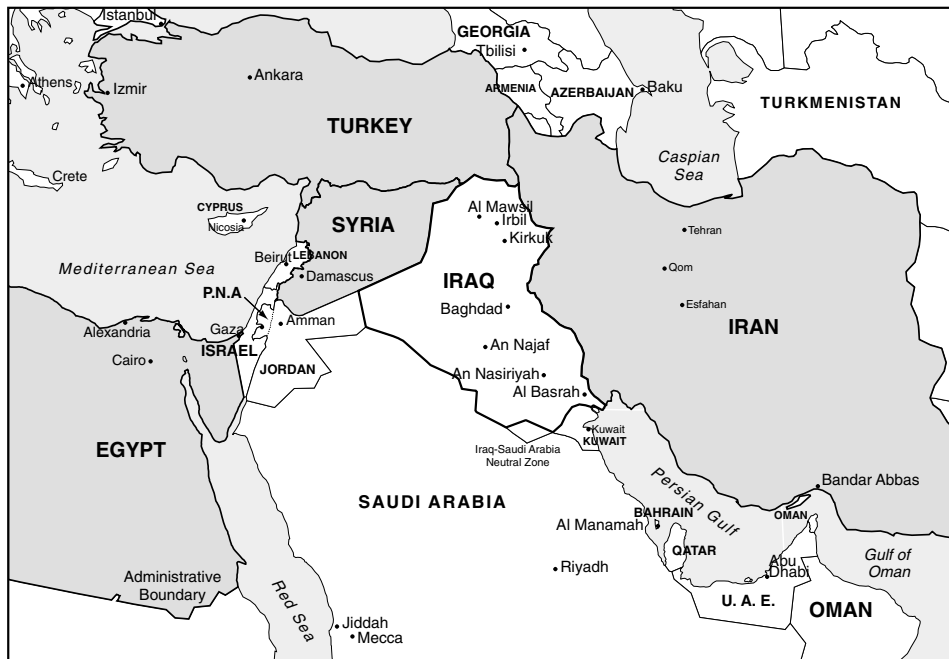 Istanbul
GEORGIA
Tbilisi
Athens
Izmir
Ankara
ARMENIA
AZERBAIJAN
Baku
TURKMENISTAN
TURKEY
Caspian
Sea
Crete
CYPRUS
Nicosia
SYRIA
Al Mawsil
Irbil
Kirkuk
Tehran
Beirut
LEBANON
Mediterranean Sea
Damascus
Qom
IRAQ
P.N.A
Baghdad
Esfahan
IRAN
Alexandria
Gaza
Amman
ISRAEL
Cairo
JORDAN
An Najaf
An Nasiriyah
Al Basrah
EGYPT
Kuwait
KUWAIT
Iraq-Saudi Arabia
Neutral Zone
SAUDI ARABIA
Persian Gulf
Bandar Abbas
BAHRAIN
Al Manamah
OMAN
QATAR
Gulf of
Oman
Abu
Dhabi
Riyadh
Administrative
Boundary
Red Sea
U. A. E.
OMAN
Jiddah
Mecca